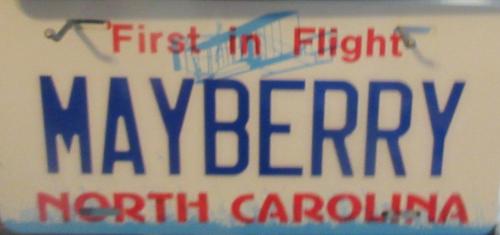 First in Flight
MAYBERRY
NORTH CAROLINA